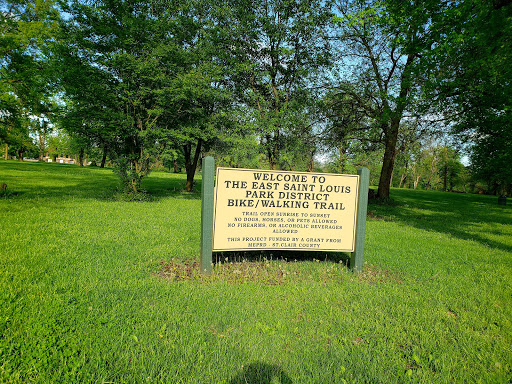 WELCOME TO
THE EAST SAINT LOUIS
PARK DISTRICT
BIKE/WALKING TRAIL
TRAIL OPEN SUNRISE TO SUNSET
NO DOGS, HORSES, OR PETS ALLOWED
NO FIREARMS, OR ALCOHOLIC BEVERAGES
ALLOWED
THIS PROJECT FUNDED BY A GRANT FROM
MEPRD - ST. CLAIR COUNTY